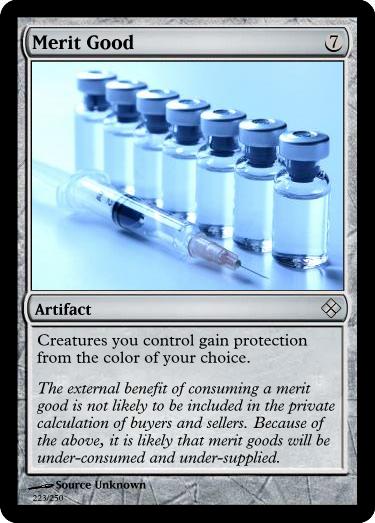 Merit Good 7
Artifact
Creatures you control gain protection
from the color of your choice.
The external benefit of consuming a merit
good is not likely to be included in the private
calculation of buyers and sellers. Because of
the above, it is likely that merit goods will be
under-consumed and under-supplied.
Source Unknown
223/250